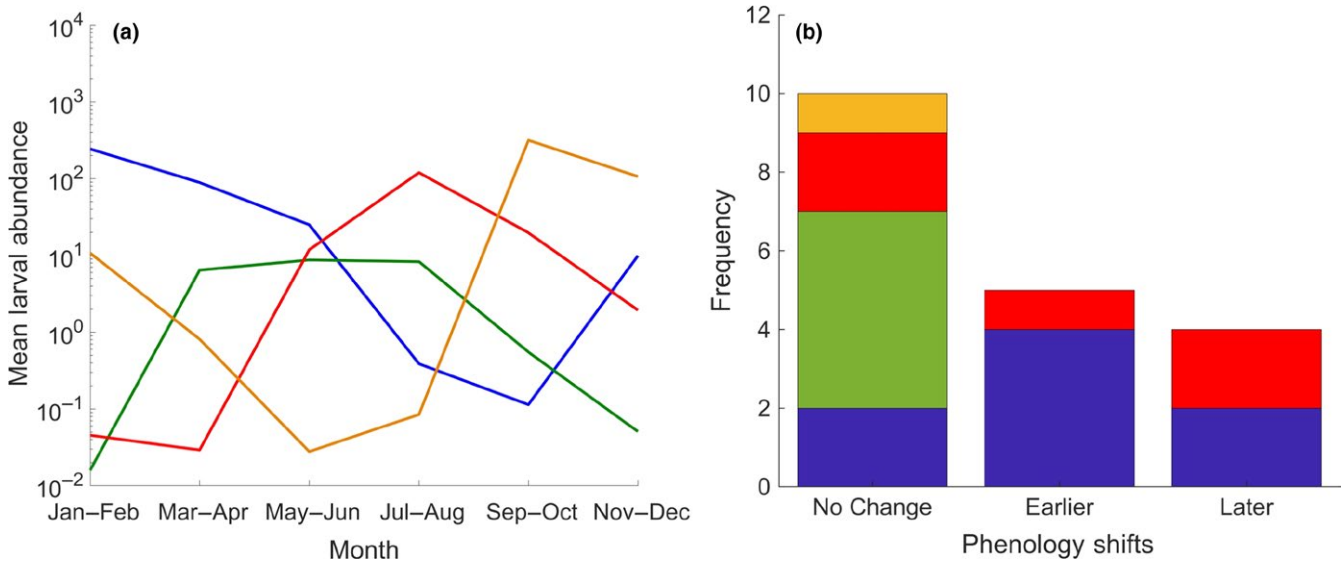 (a)
Mean larval abundance
10^4
10^3
10^2
10^1
10^0
10^-1
10^-2
Jan–Feb Mar–Apr May–Jun Jul–Aug Sep–Oct Nov–Dec
Month
(b)
Frequency
12
10
8
6
4
2
0
No Change Earlier Later
Phenology shifts